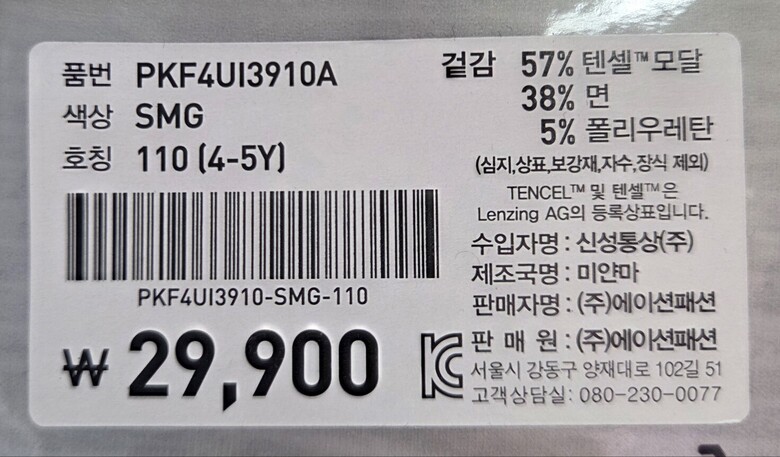 품번 PKF4UI3910A
색상 SMG
호칭 110 (4-5Y)
PKF4UI3910-SMG-110
₩ 29,900
겉감 57% 텐셀™모달
38% 면
5% 폴리우레탄
(심지,상표,보강재,자수,장식 제외)
TENCEL™ 및 텐셀™은
Lenzing AG의 등록상표입니다.
수입자명 : 신성통상(주)
제조국명 : 미얀마
판매자명 : (주)에이션패션
판 매 원 : (주)에이션패션
서울시 강동구 양재대로 102길 51
고객상담실: 080-230-0077